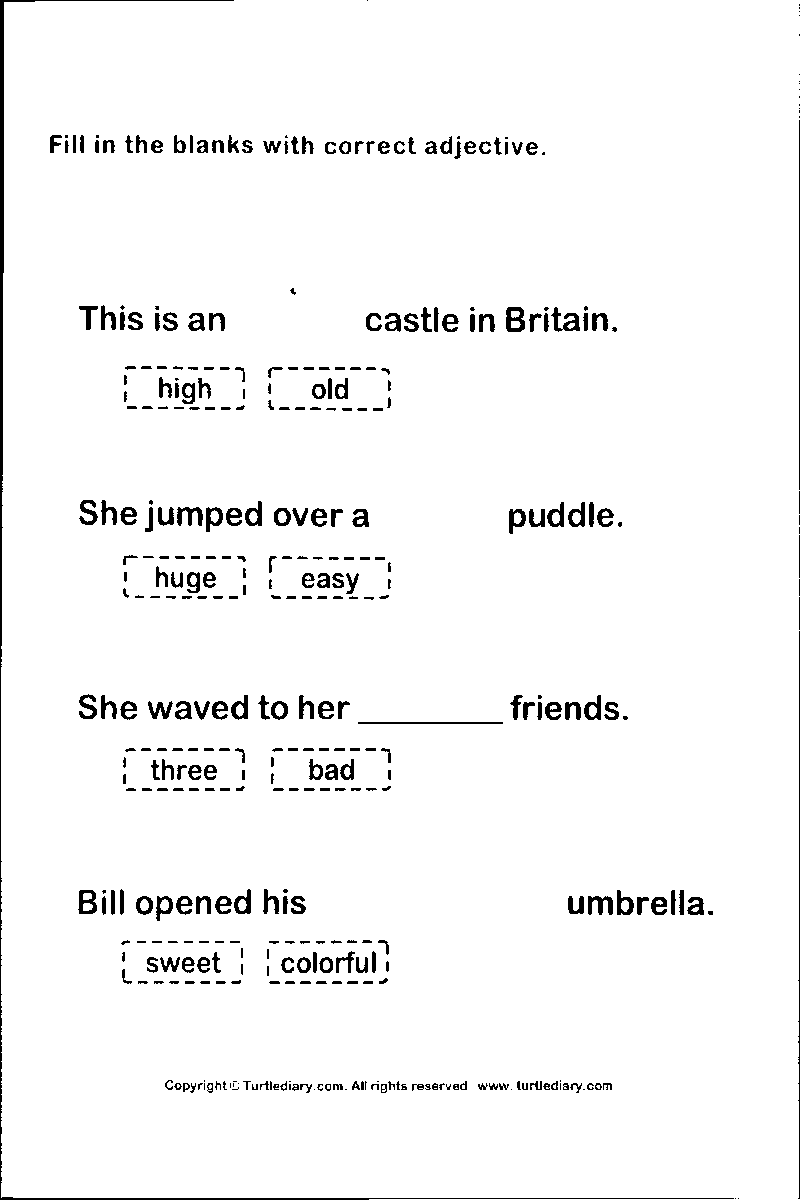 Fill in the blanks with correct adjective.
This is an castle in Britain.
high old
She jumped over a puddle.
huge easy
She waved to her ________ friends.
three bad
Bill opened his umbrella.
sweet colorful
Copyright © Turtlediary.com. All rights reserved www.turtlediary.com